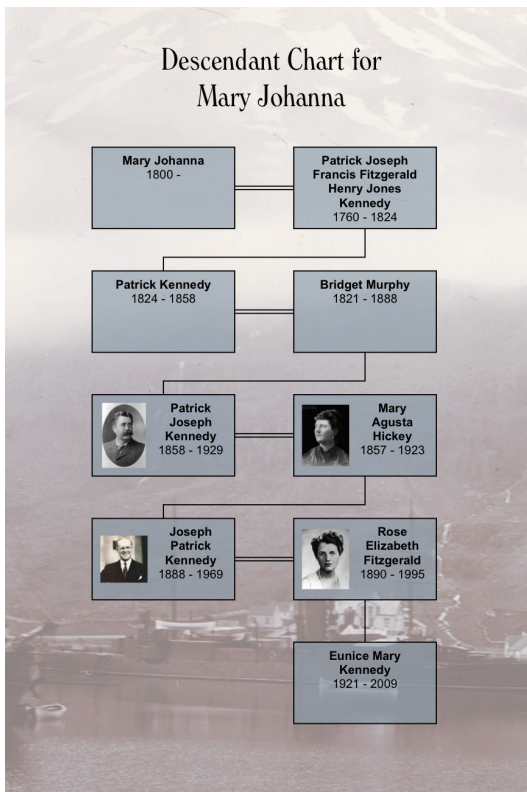 Descendant Chart for
Mary Johanna
Mary Johanna
1800 -
Patrick Joseph
Francis Fitzgerald
Henry Jones
Kennedy
1760 - 1824
Patrick Kennedy
1824 - 1858
Bridget Murphy
1821 - 1888
Patrick
Joseph
Kennedy
1858 - 1929
Mary
Agusta
Hickey
1857 - 1923
Joseph
Patrick
Kennedy
1888 - 1969
Rose
Elizabeth
Fitzgerald
1890 - 1995
Eunice Mary
Kennedy
1921 - 2009